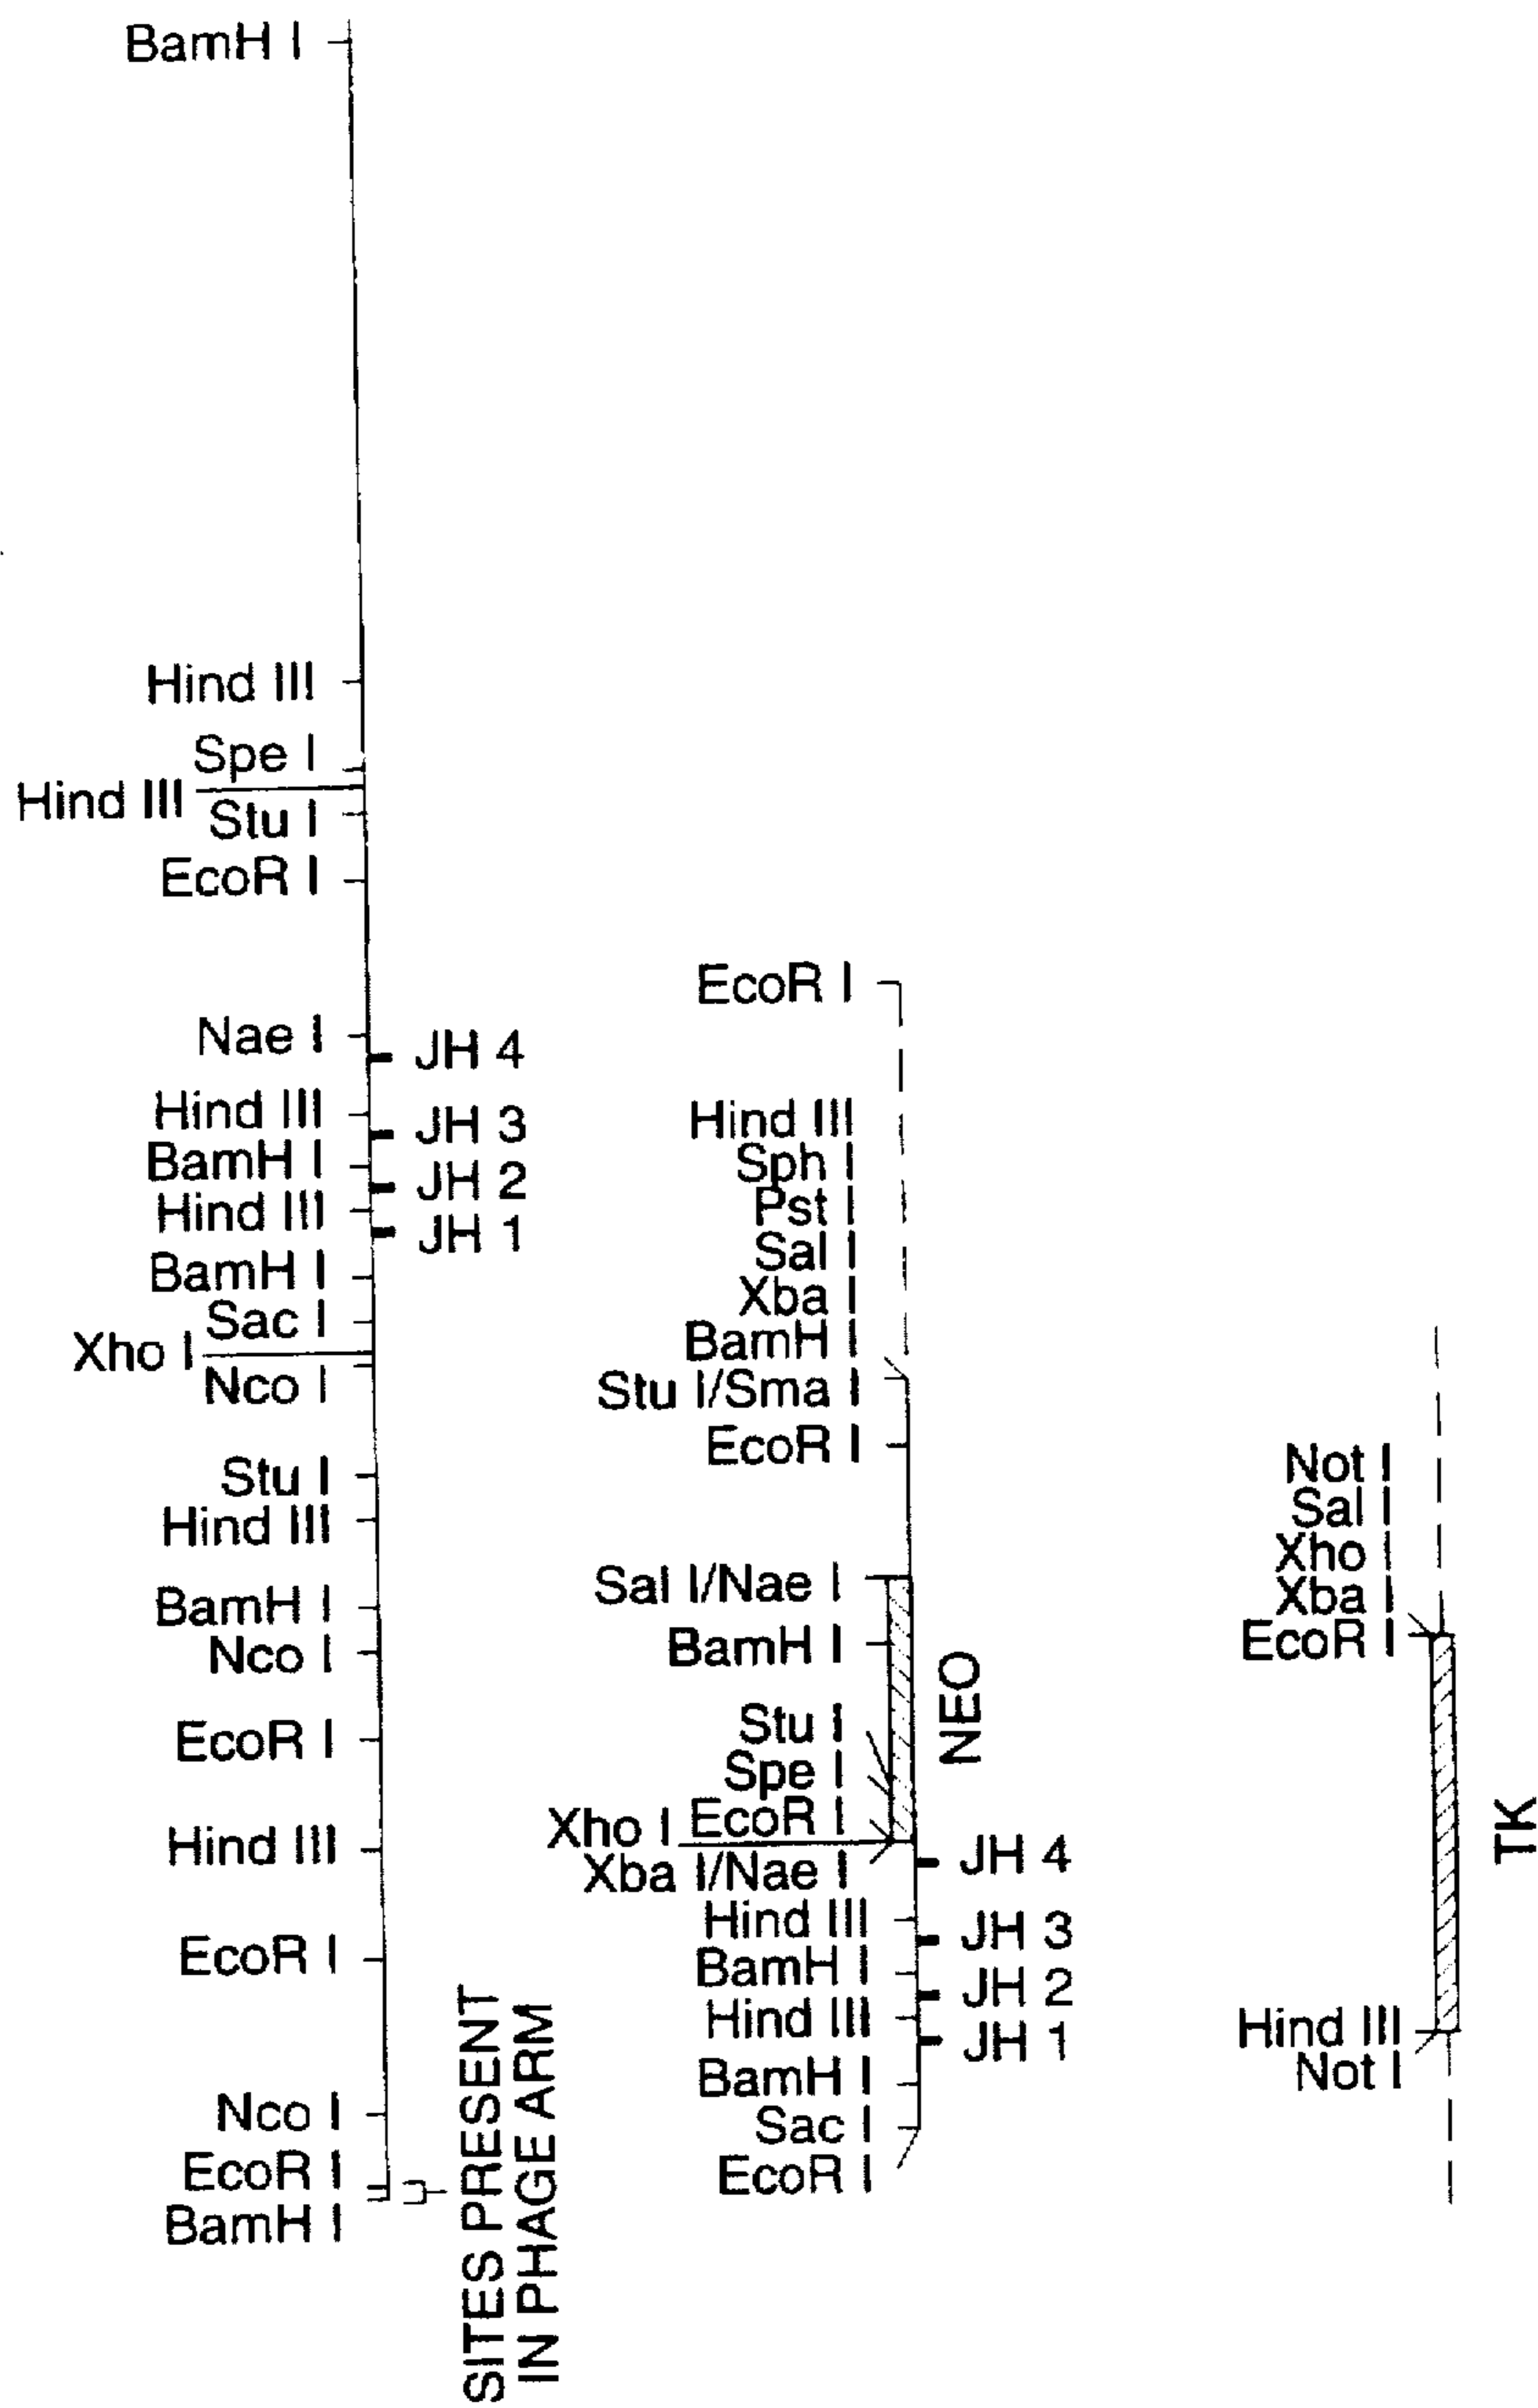 BamH I
Hind III
Spe I
Hind III
Stu I
EcoR I
Nae I
JH 4
Hind III
JH 3
BamH I
JH 2
Hind III
JH 1
BamH I
Sac I
Xho I
Nco I
Stu I
Hind III
BamH I
Nco I
EcoR I
Hind III
EcoR I
Nco I
EcoR I
BamH I
SITES PRESENT
IN PHAGE ARM
EcoR I
Hind III
Sph I
Pst I
Sal I
Xba I
BamH I
Stu I/Sma I
EcoR I
Sal I/Nae I
BamH I
NEO
Stu I
Spe I
EcoR I
Xho I
Xba I/Nae I
JH 4
Hind III
JH 3
BamH I
JH 2
Hind III
JH 1
BamH I
Sac I
EcoR I
Not I
Sal I
Xho I
Xba I
EcoR I
TK
Hind III
Not I